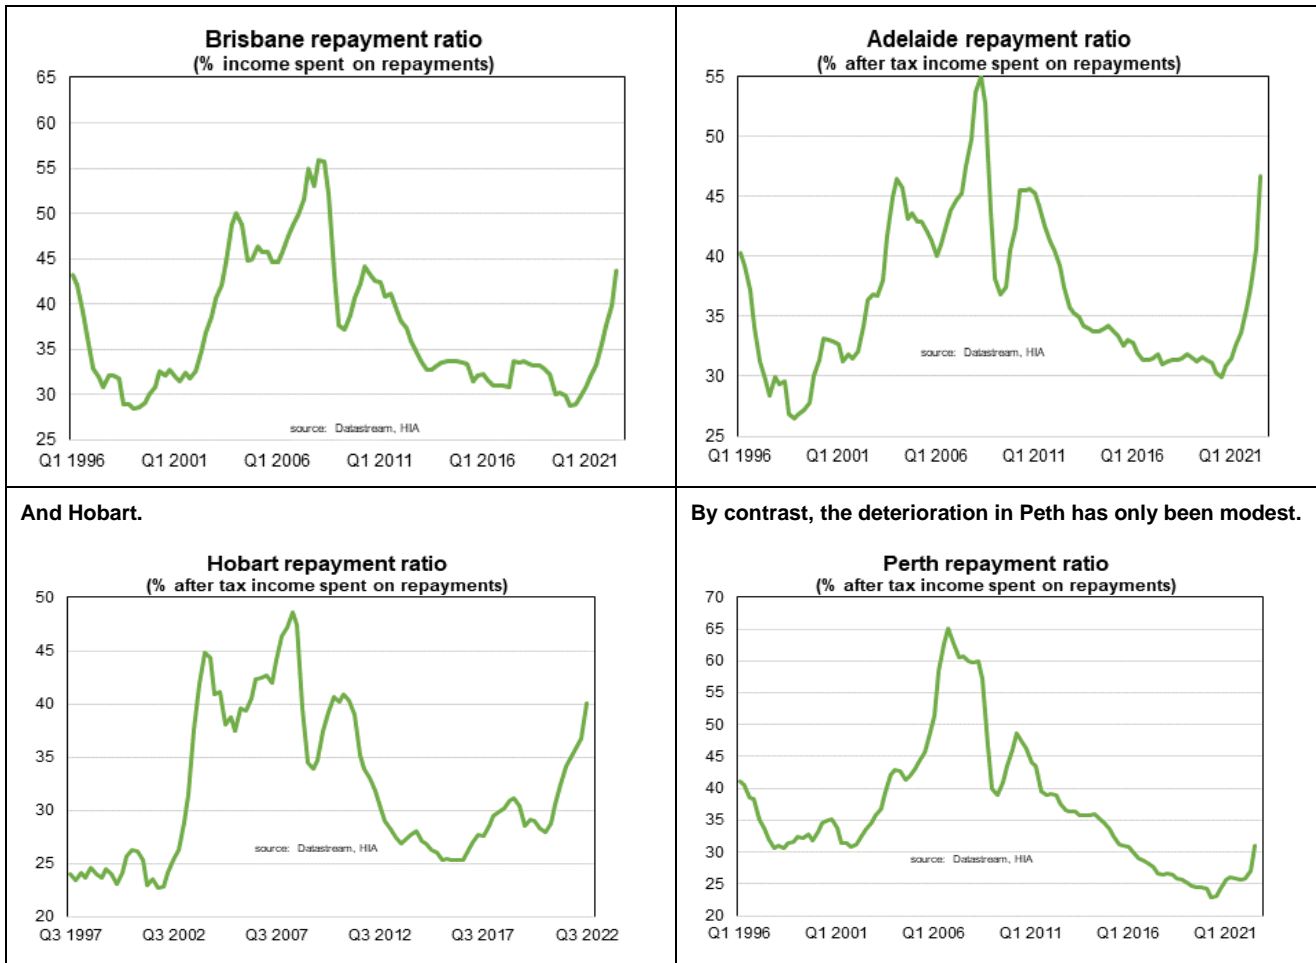 Brisbane repayment ratio
(% income spent on repayments)
65
60
55
50
45
40
35
30
25
source: Datastream, HIA
Q1 1996 Q1 2001 Q1 2006 Q1 2011 Q1 2016 Q1 2021
Adelaide repayment ratio
(% after tax income spent on repayments)
55
50
45
40
35
30
25
source: Datastream, HIA
Q1 1996 Q1 2001 Q1 2006 Q1 2011 Q1 2016 Q1 2021
And Hobart.
Hobart repayment ratio
(% after tax income spent on repayments)
50
45
40
35
30
25
20
source: Datastream, HIA
Q3 1997 Q3 2002 Q3 2007 Q3 2012 Q3 2017 Q3 2022
By contrast, the deterioration in Peth has only been modest.
Perth repayment ratio
(% after tax income spent on repayments)
70
65
60
55
50
45
40
35
30
25
20
source: Datastream, HIA
Q1 1996 Q1 2001 Q1 2006 Q1 2011 Q1 2016 Q1 2021